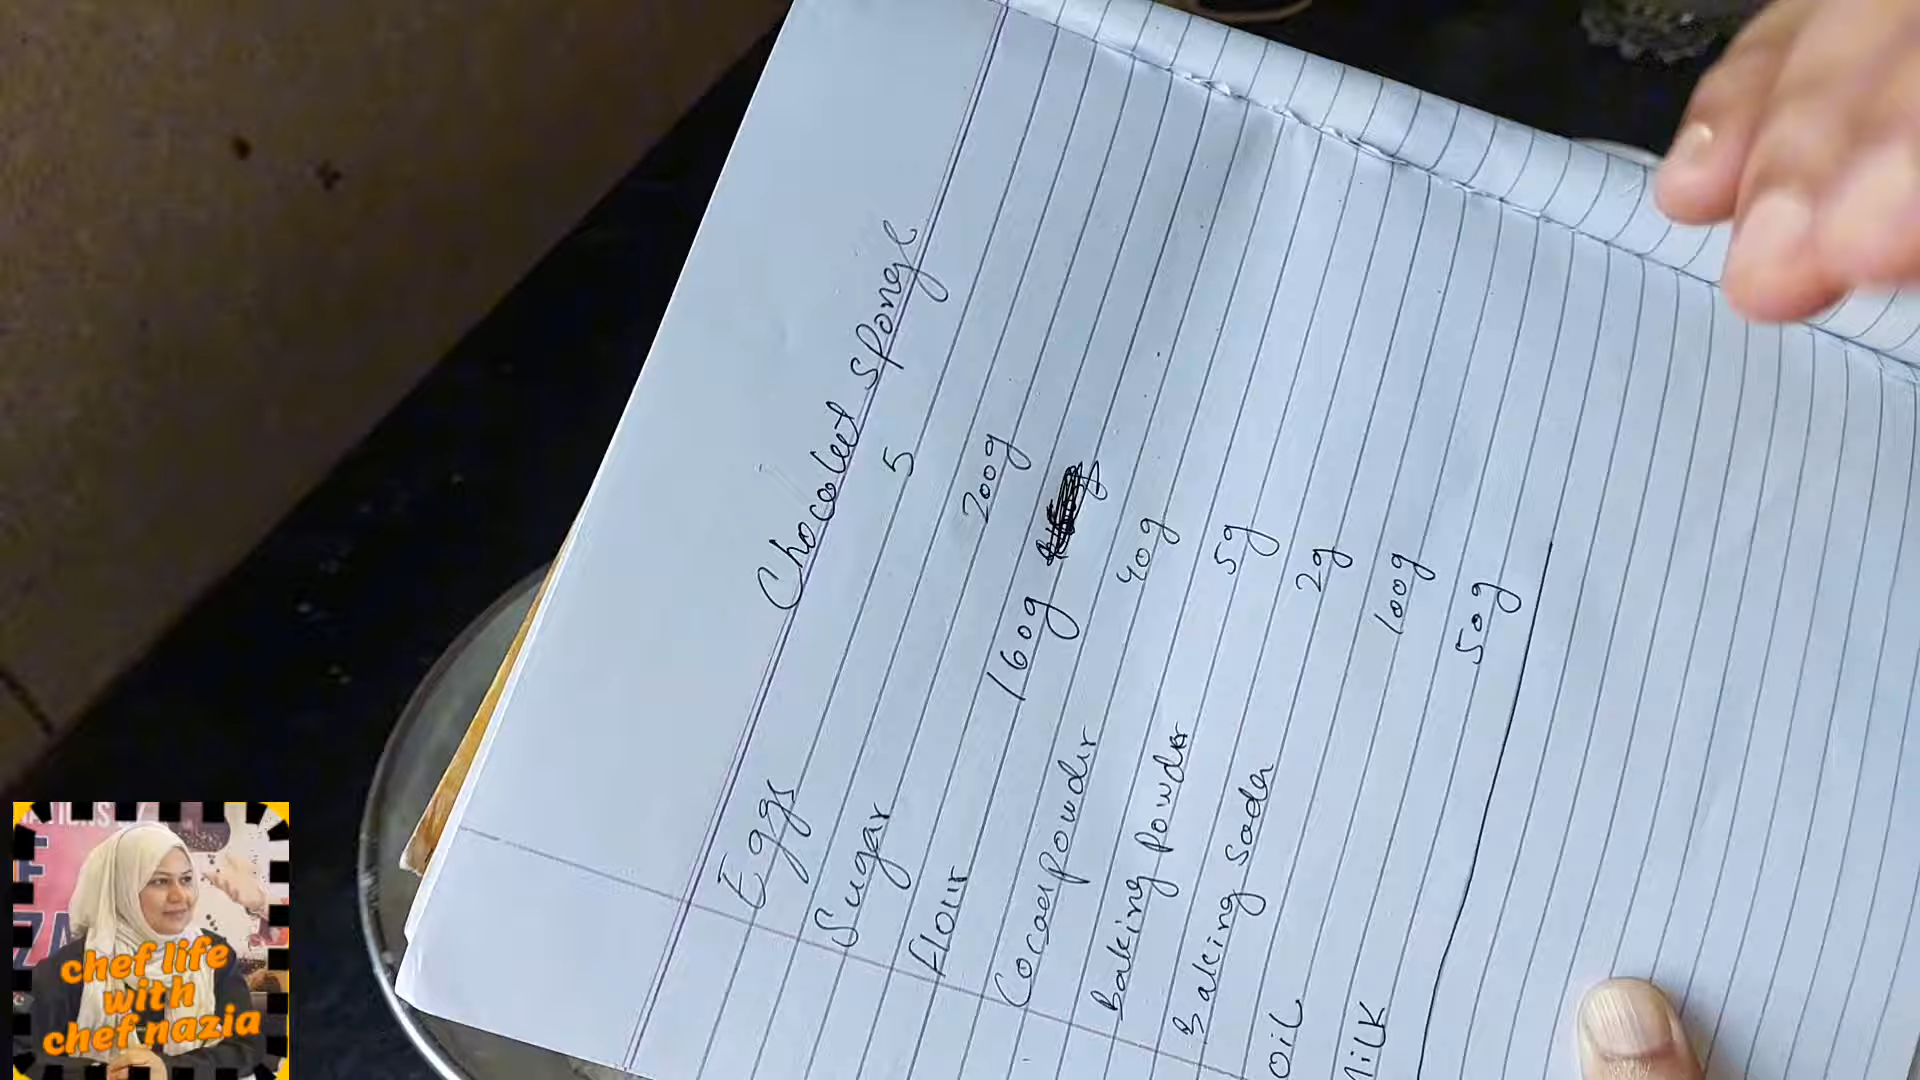 Chocolet sponge
Eggs 5
Sugar 200g
flour 160g
Cocoa powder 40g
Baking Powder 5g
Baking soda 2g
oil 100g
Milk 50g
chef life
with
chef nazia